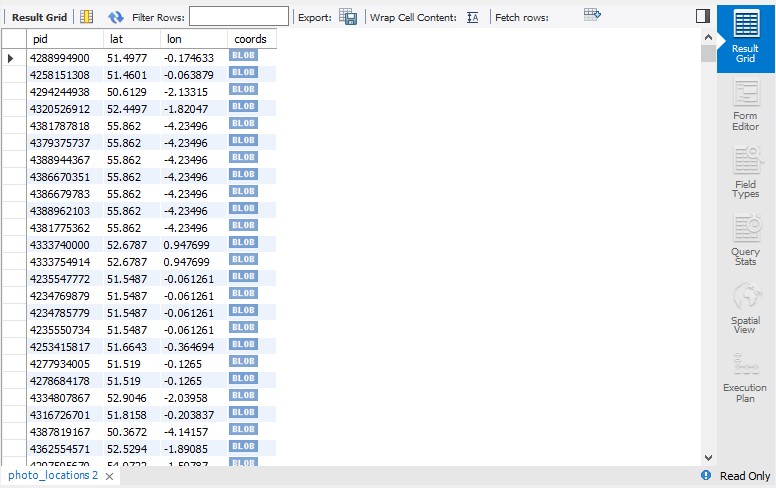 Result Grid Filter Rows: Export: Wrap Cell Content: Fetch rows:
pid lat lon coords
4288994900 51.4977 -0.174633 BLOB
4258151308 51.4601 -0.063879 BLOB
4294244938 50.6129 -2.13315 BLOB
4320526912 52.4497 -1.82047 BLOB
4381787818 55.862 -4.23496 BLOB
4379375737 55.862 -4.23496 BLOB
4388944367 55.862 -4.23496 BLOB
4386670351 55.862 -4.23496 BLOB
4386679783 55.862 -4.23496 BLOB
4388962103 55.862 -4.23496 BLOB
4381775362 55.862 -4.23496 BLOB
4333740000 52.6787 0.947699 BLOB
4333754914 52.6787 0.947699 BLOB
4235547772 51.5487 -0.061261 BLOB
4234769879 51.5487 -0.061261 BLOB
4234785779 51.5487 -0.061261 BLOB
4235550734 51.5487 -0.061261 BLOB
4253415817 51.6643 -0.364694 BLOB
4277934005 51.519 -0.1265 BLOB
4278684178 51.519 -0.1265 BLOB
4334807867 52.9046 -2.03958 BLOB
4316726701 51.8158 -0.203837 BLOB
4387819167 50.3672 -4.14157 BLOB
4362554571 52.5294 -1.89085 BLOB
BLOB
Result
Grid
Form
Editor
Field
Types
Query
Stats
Spatial
View
Execution
Plan
photo_locations 2
Read Only